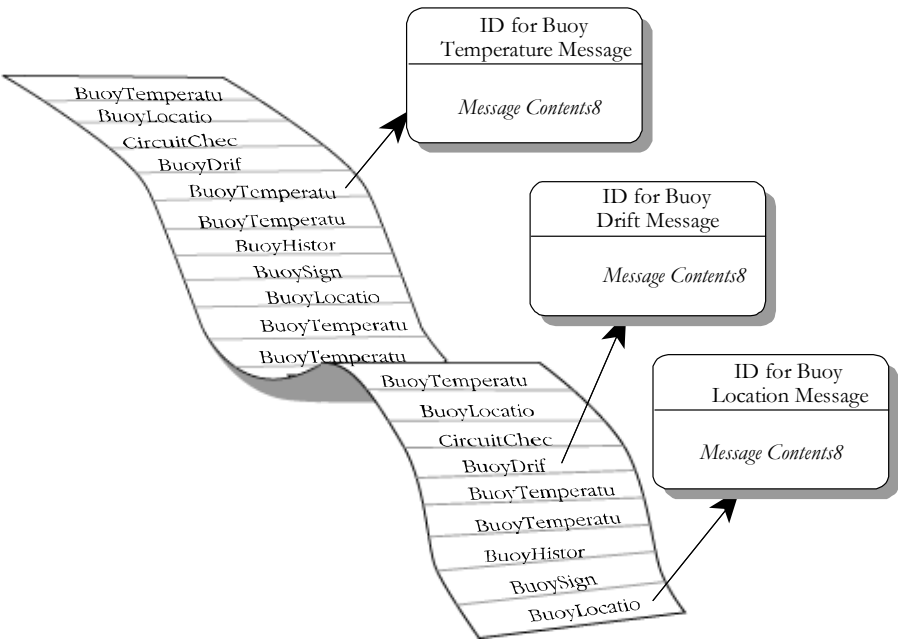 ID for Buoy
Temperature Message
Message Contents8
BuoyTemperatu
BuoyLocatio
CircuitChec
BuoyDrif
BuoyTemperatu
BuoyTemperatu
BuoyHistor
BuoySign
BuoyLocatio
BuoyTemperatu
BuoyTemperatu
ID for Buoy
Drift Message
Message Contents8
BuoyTemperatu
BuoyLocatio
CircuitChec
BuoyDrif
BuoyTemperatu
BuoyTemperatu
BuoyHistor
BuoySign
BuoyLocatio
ID for Buoy
Location Message
Message Contents8